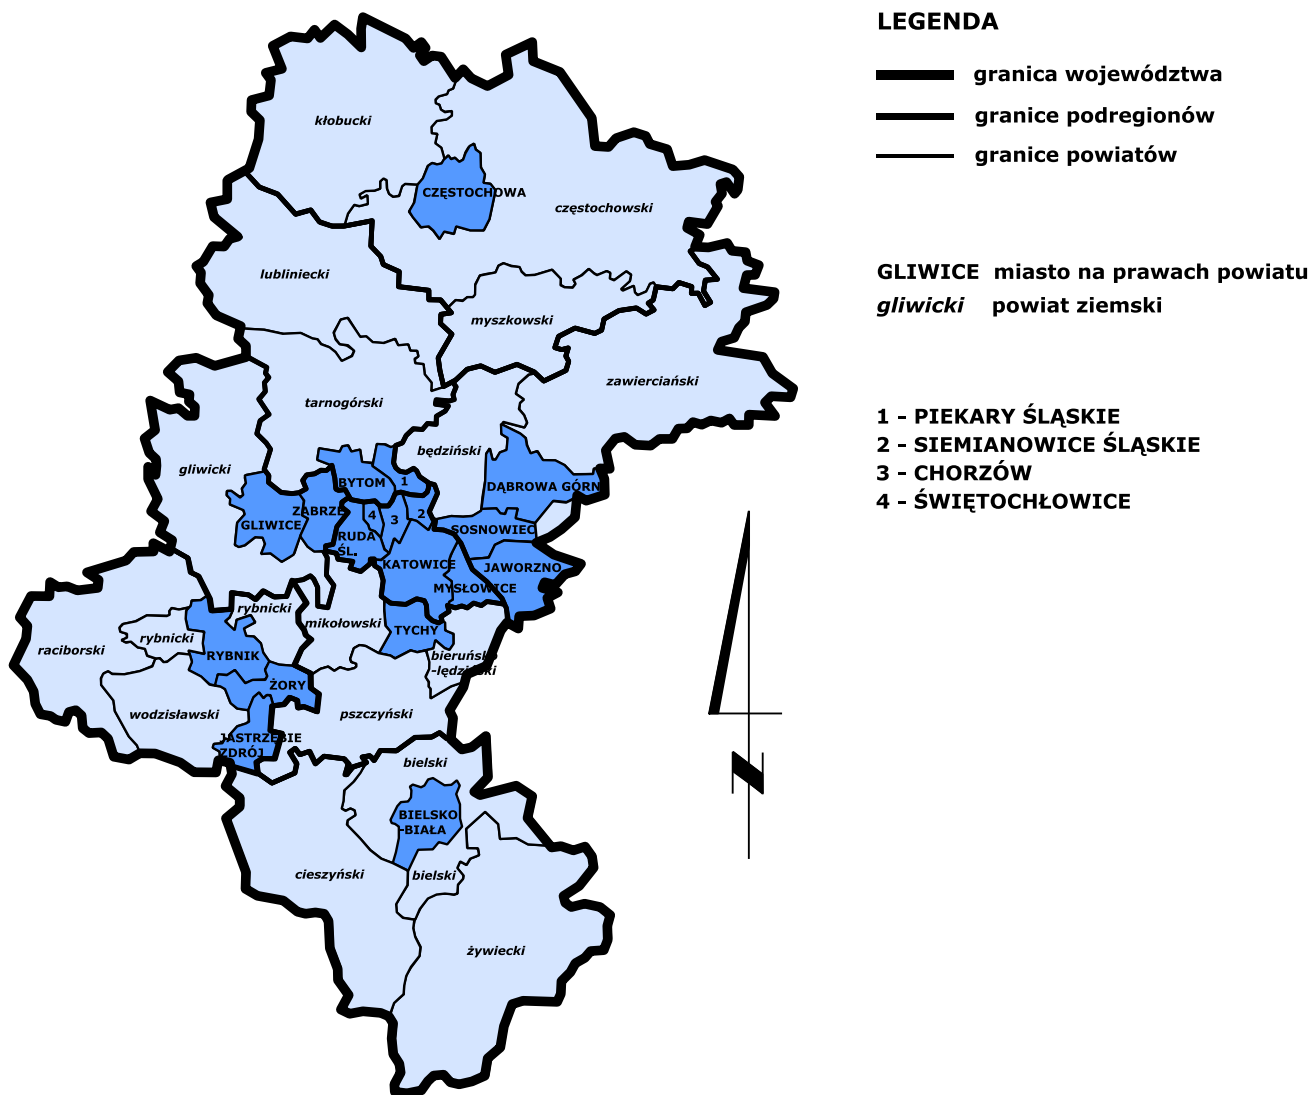 LEGENDA
granica województwa
granice podregionów
granice powiatów
GLIWICE miasto na prawach powiatu
gliwicki powiat ziemski
1 - PIEKARY ŚLĄSKIE
2 - SIEMIANOWICE ŚLĄSKIE
3 - CHORZÓW
4 - ŚWIĘTOCHŁOWICE
kłobucki
CZĘSTOCHOWA
częstochowski
lubliniecki
myszkowski
zawierciański
tarnogórski
będziński
gliwicki
BYTOM
1
DĄBROWA GÓRN.
ZABRZE
GLIWICE
4
3
2
RUDA
ŚL.
SOSNOWIEC
KATOWICE
JAWORZNO
MYSŁOWICE
rybnicki
mikołowski
TYCHY
rybnicki
raciborski
RYBNIK
bieruńsko
-lędziński
ŻORY
wodzisławski
pszczyński
JASTRZĘBIE
ZDRÓJ
bielski
BIELSKO
-BIAŁA
cieszyński
bielski
żywiecki
N